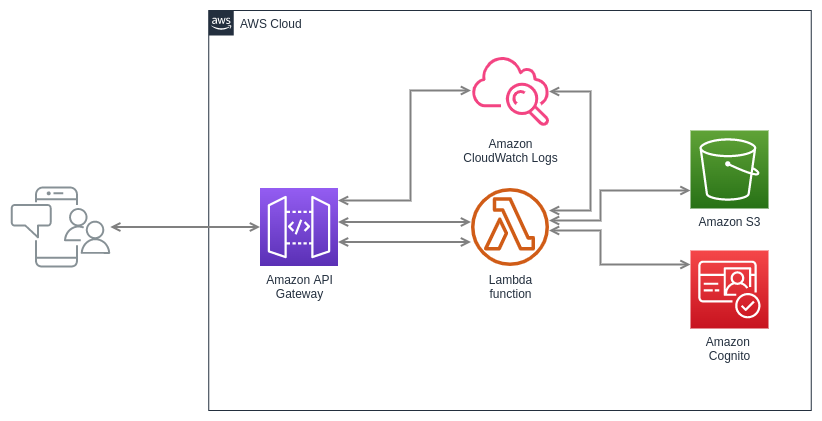 aws
AWS Cloud
Amazon
CloudWatch Logs
</>
Amazon API
Gateway
Lambda
function
Amazon S3
Amazon
Cognito